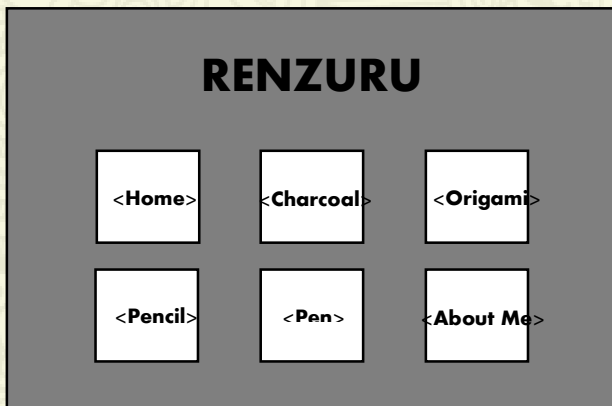 RENZURU
<Home> <Charcoal> <Origami>
<Pencil> <Pen> <About Me>